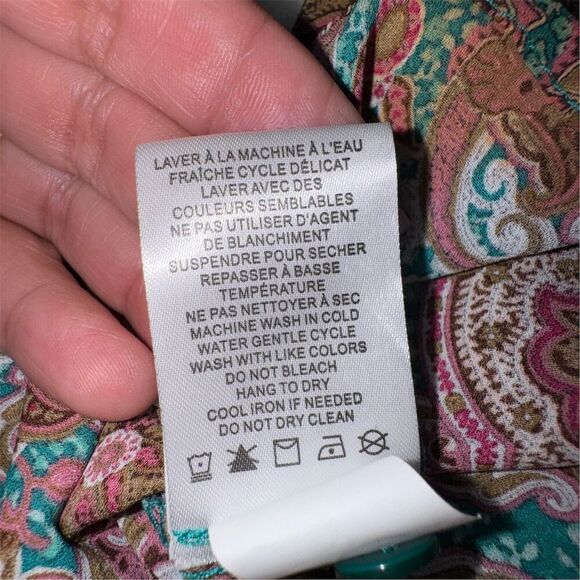 LAVER À LA MACHINE À L'EAU
FRAÎCHE CYCLE DÉLICAT
LAVER AVEC DES
COULEURS SEMBLABLES
NE PAS UTILISER D'AGENT
DE BLANCHIMENT
SUSPENDRE POUR SECHER
REPASSER À BASSE
TEMPÉRATURE
NE PAS NETTOYER À SEC
MACHINE WASH IN COLD
WATER GENTLE CYCLE
WASH WITH LIKE COLORS
DO NOT BLEACH
HANG TO DRY
COOL IRON IF NEEDED
DO NOT DRY CLEAN